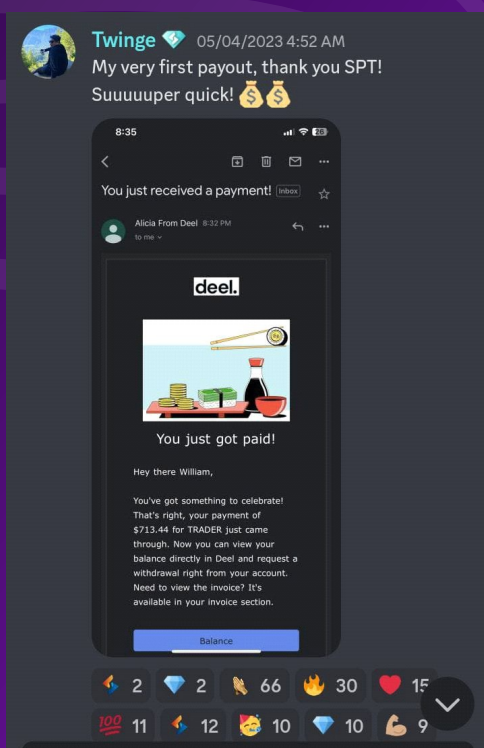 Twinge 05/04/2023 4:52 AM
My very first payout, thank you SPT!
Suuuuuper quick!
8:35 26
You just received a payment! Inbox
Alicia From Deel 8:32 PM
to me
deel.
You just got paid!
Hey there William,
You've got something to celebrate!
That's right, your payment of
$713.44 for TRADER just came
through. Now you can view your
balance directly in Deel and request a
withdrawal right from your account.
Need to view the invoice? It's
available in your invoice section.
Balance
2 2 66 30 15
100 11 12 10 10 9